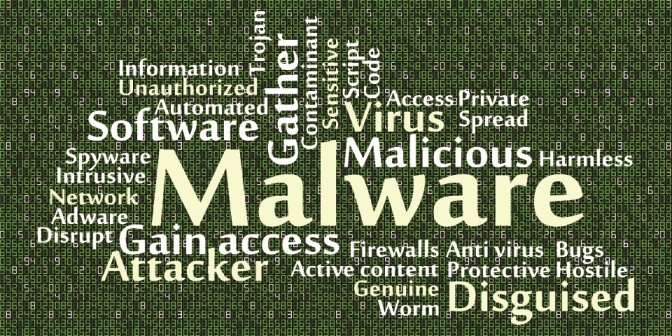 Trojan
Gather
Contaminant
Sensitive
Script
Code
Information
Unauthorized
Automated
Software
Virus
Access Private
Spread
Spyware
Intrusive
Malicious
Harmless
Malware
Network
Adware
Disrupt
Gain access
Attacker
Firewalls Anti virus Bugs
Active content Protective Hostile
Genuine
Worm
Disguised